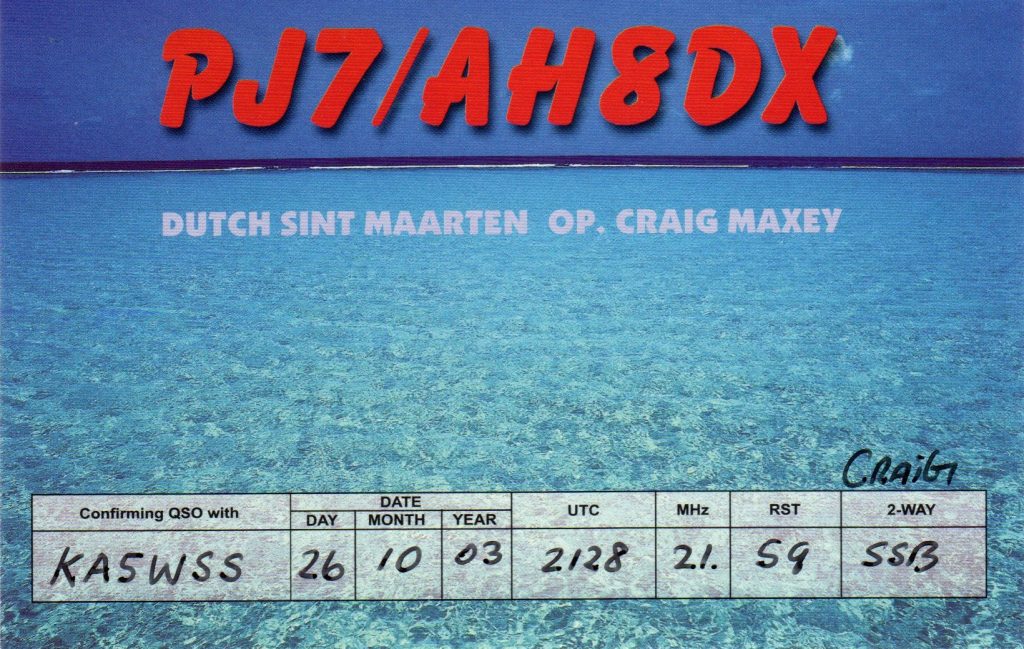 PJ7/AH8DX
DUTCH SINT MAARTEN OP. CRAIG MAXEY
CRAIG
Confirming QSO with DATE UTC MHz RST 2-WAY
DAY MONTH YEAR
KA5WSS 26 10 03 2128 21. 59 SSB